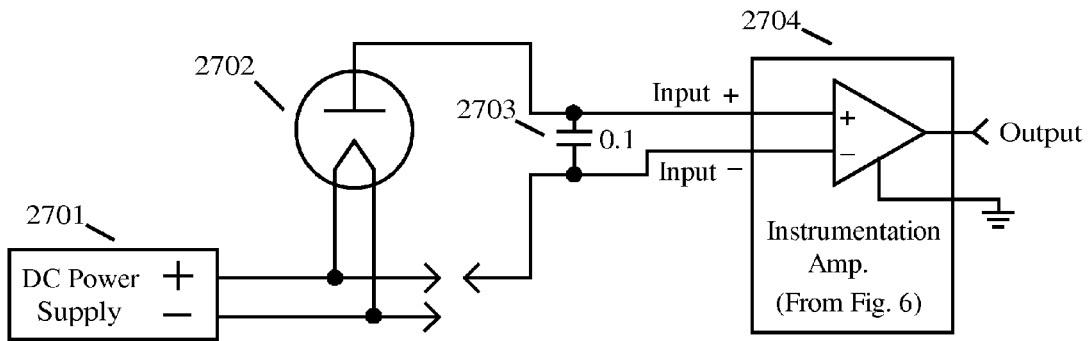 2704
2702
Input +
2703
0.1
+
Output
−
Input −
2701
Instrumentation
Amp.
(From Fig. 6)
DC Power
Supply
+
−